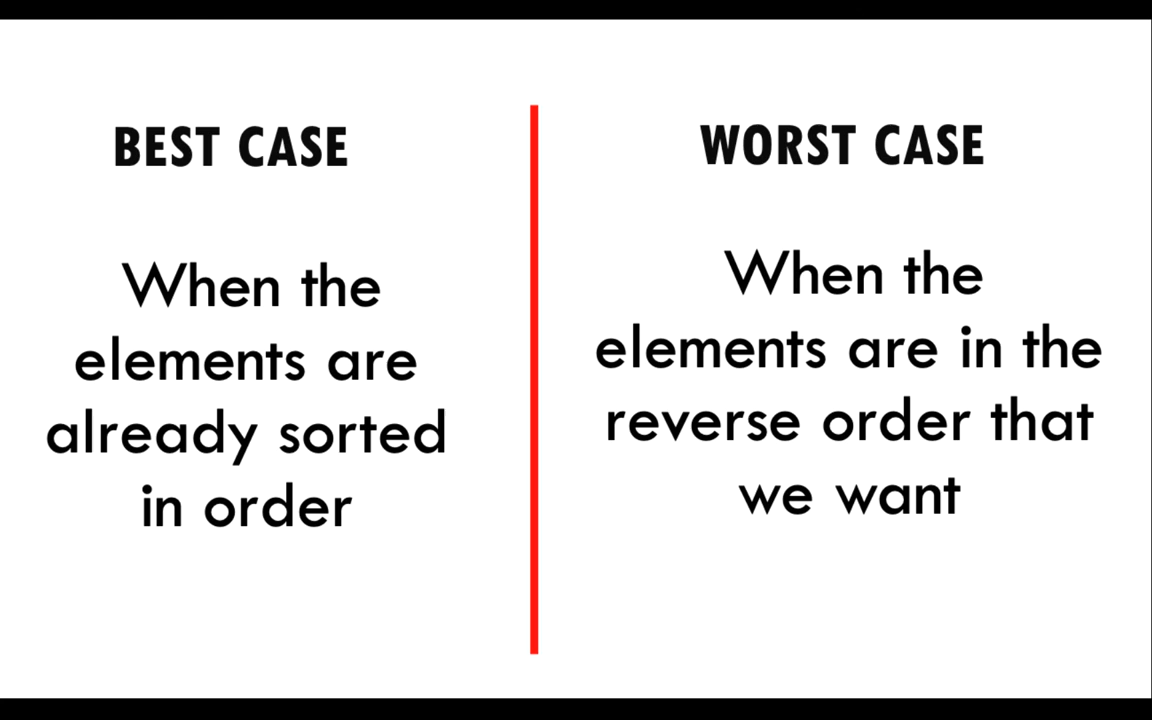 BEST CASE
When the
elements are
already sorted
in order
WORST CASE
When the
elements are in the
reverse order that
we want